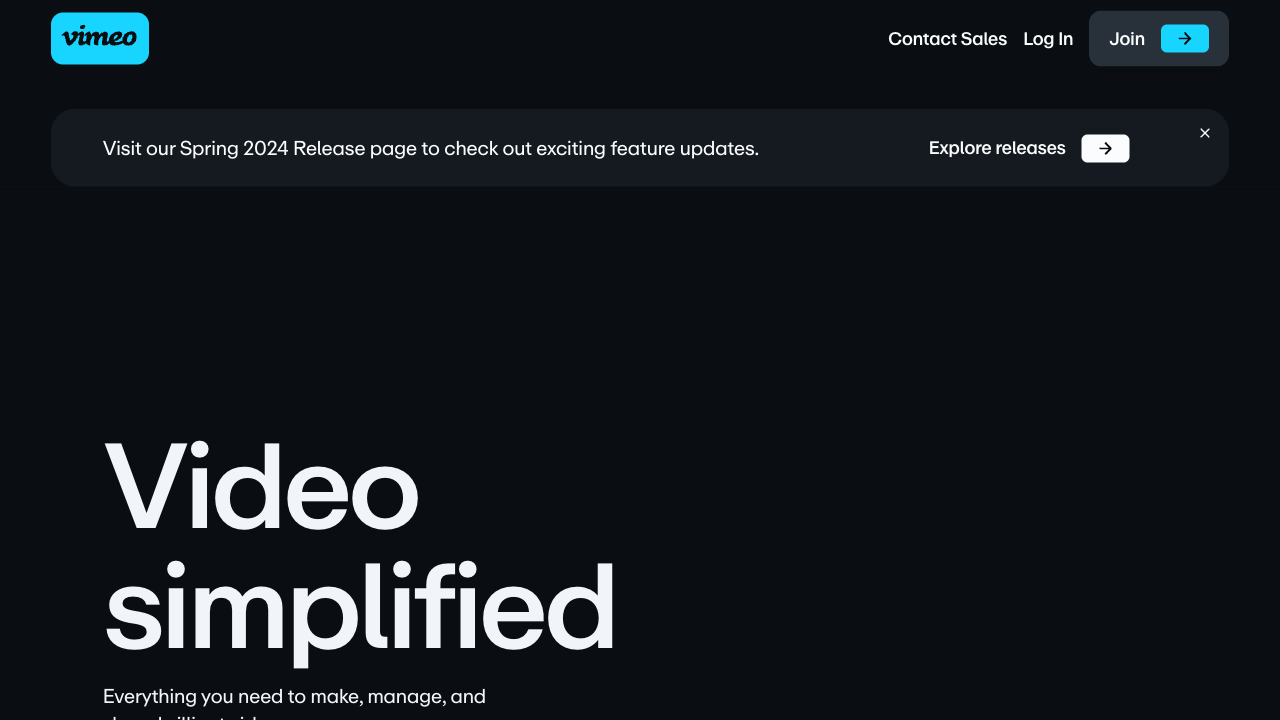 vimeo
Contact Sales
Log In
Join
Visit our Spring 2024 Release page to check out exciting feature updates.
Explore releases
Video
simplified
Everything you need to make, manage, and